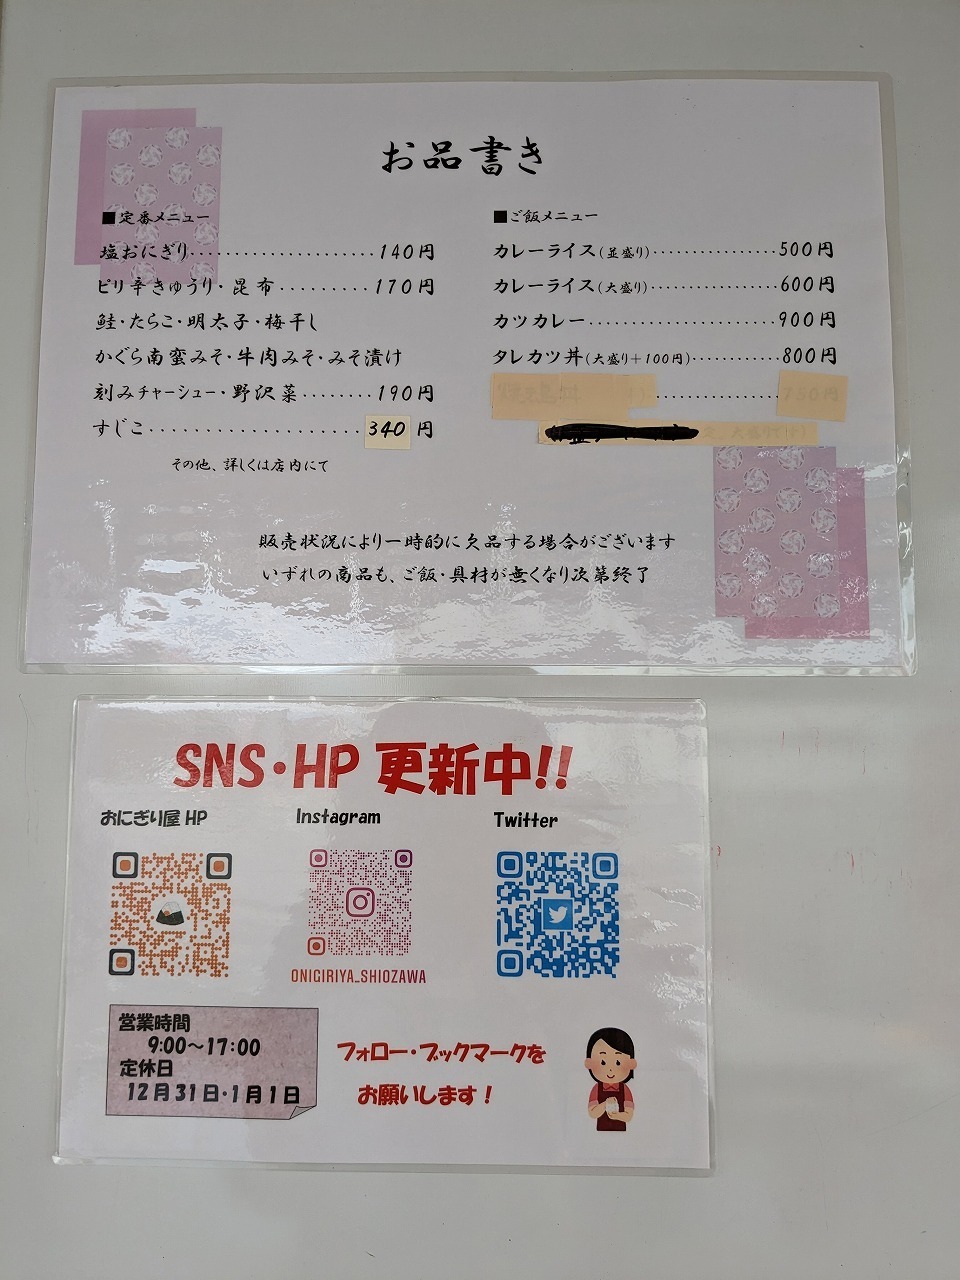 お品書き
■定番メニュー
塩おにぎり....................140円
ピリ辛きゅうり・昆布.........170円
鮭・たらこ・明太子・梅干し
かぐら南蛮みそ・牛肉みそ・みそ漬け
刻みチャーシュー・野沢菜.........190円
すじこ......................340円
その他、詳しくは店内にて
■ご飯メニュー
カレーライス(並盛り)................500円
カレーライス(大盛り)................600円
カツカレー......................900円
タレカツ丼(大盛り+100円)............800円
750円
販売状況により一時的に欠品する場合がございます
いずれの商品も、ご飯・具材が無くなり次第終了
SNS・HP 更新中!!
おにぎり屋 HP
Instagram
Twitter
ONIGIRIYA_SHIOZAWA
営業時間
9:00～17:00
定休日
12月31日・1月1日
フォロー・ブックマークを
お願いします!